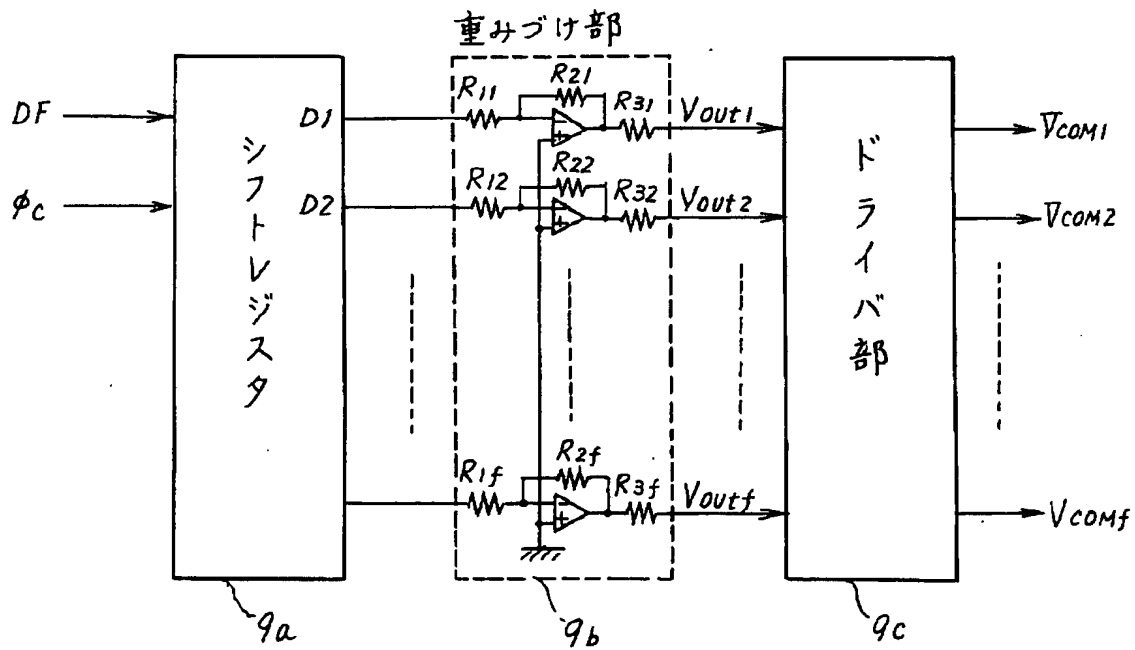 重みづけ部
DF
φc
シフトレジスタ
D1
D2
R11
R21
R31
Vout1
R12
R22
R32
Vout2
R1f
R2f
R3f
Voutf
ドライバ部
VCOM1
VCOM2
VCOMf
9a
9b
9c